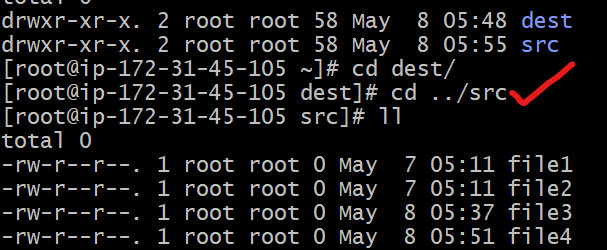 total 0
drwxr-xr-x. 2 root root 58 May  8 05:48 dest
drwxr-xr-x. 2 root root 58 May  8 05:55 src
[root@ip-172-31-45-105 ~]# cd dest/
[root@ip-172-31-45-105 dest]# cd ../src
[root@ip-172-31-45-105 src]# ll
total 0
-rw-r--r--. 1 root root 0 May  7 05:11 file1
-rw-r--r--. 1 root root 0 May  7 05:11 file2
-rw-r--r--. 1 root root 0 May  8 05:37 file3
-rw-r--r--. 1 root root 0 May  8 05:51 file4